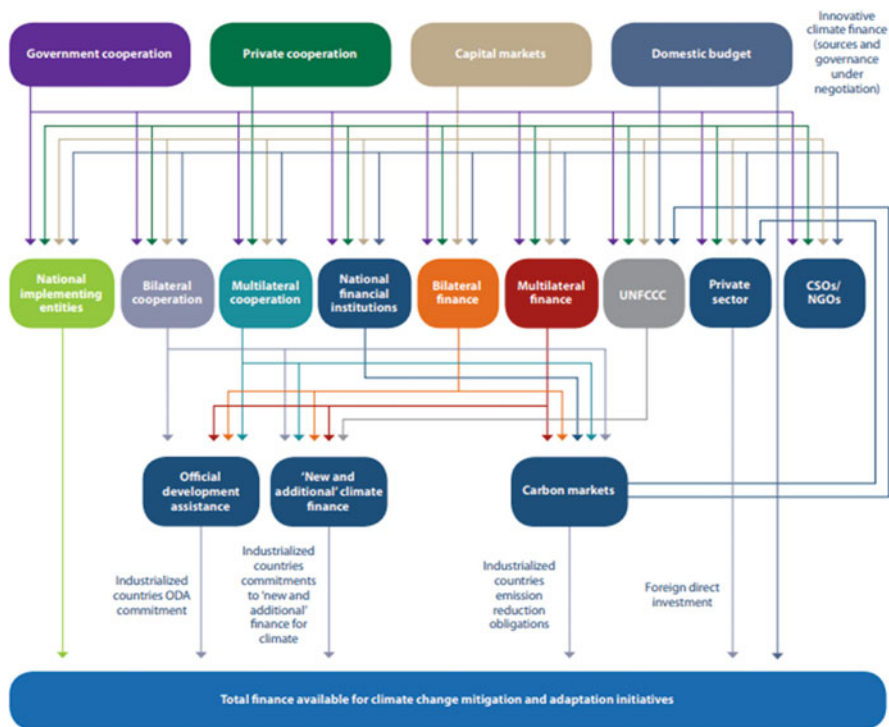 Government cooperation
Private cooperation
Capital markets
Domestic budget
Innovative
climate finance
(sources and
governance under
negotiation)
National
implementing
entities
Bilateral
cooperation
Multilateral
cooperation
National
financial
institutions
Bilateral
finance
Multilateral
finance
UNFCCC
Private
sector
CSOs/
NGOs
Official
development
assistance
‘New and
additional’ climate
finance
Carbon markets
Industrialized
countries ODA
commitment
Industrialized
countries
commitments
to ‘new and
additional’
finance for
climate
Industrialized
countries
emission
reduction
obligations
Foreign direct
investment
Total finance available for climate change mitigation and adaptation initiatives